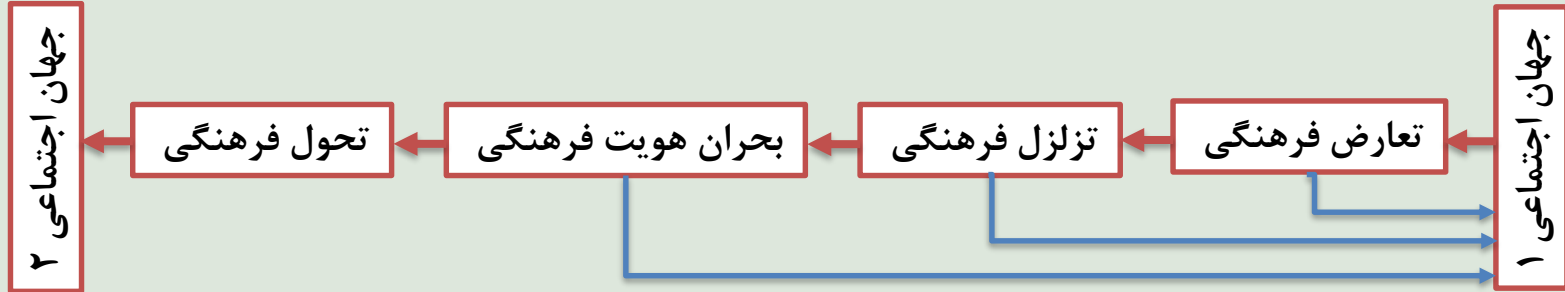 جهان اجتماعی ۱
تعارض فرهنگی
تزلزل فرهنگی
بحران هویت فرهنگی
تحول فرهنگی
جهان اجتماعی ۲